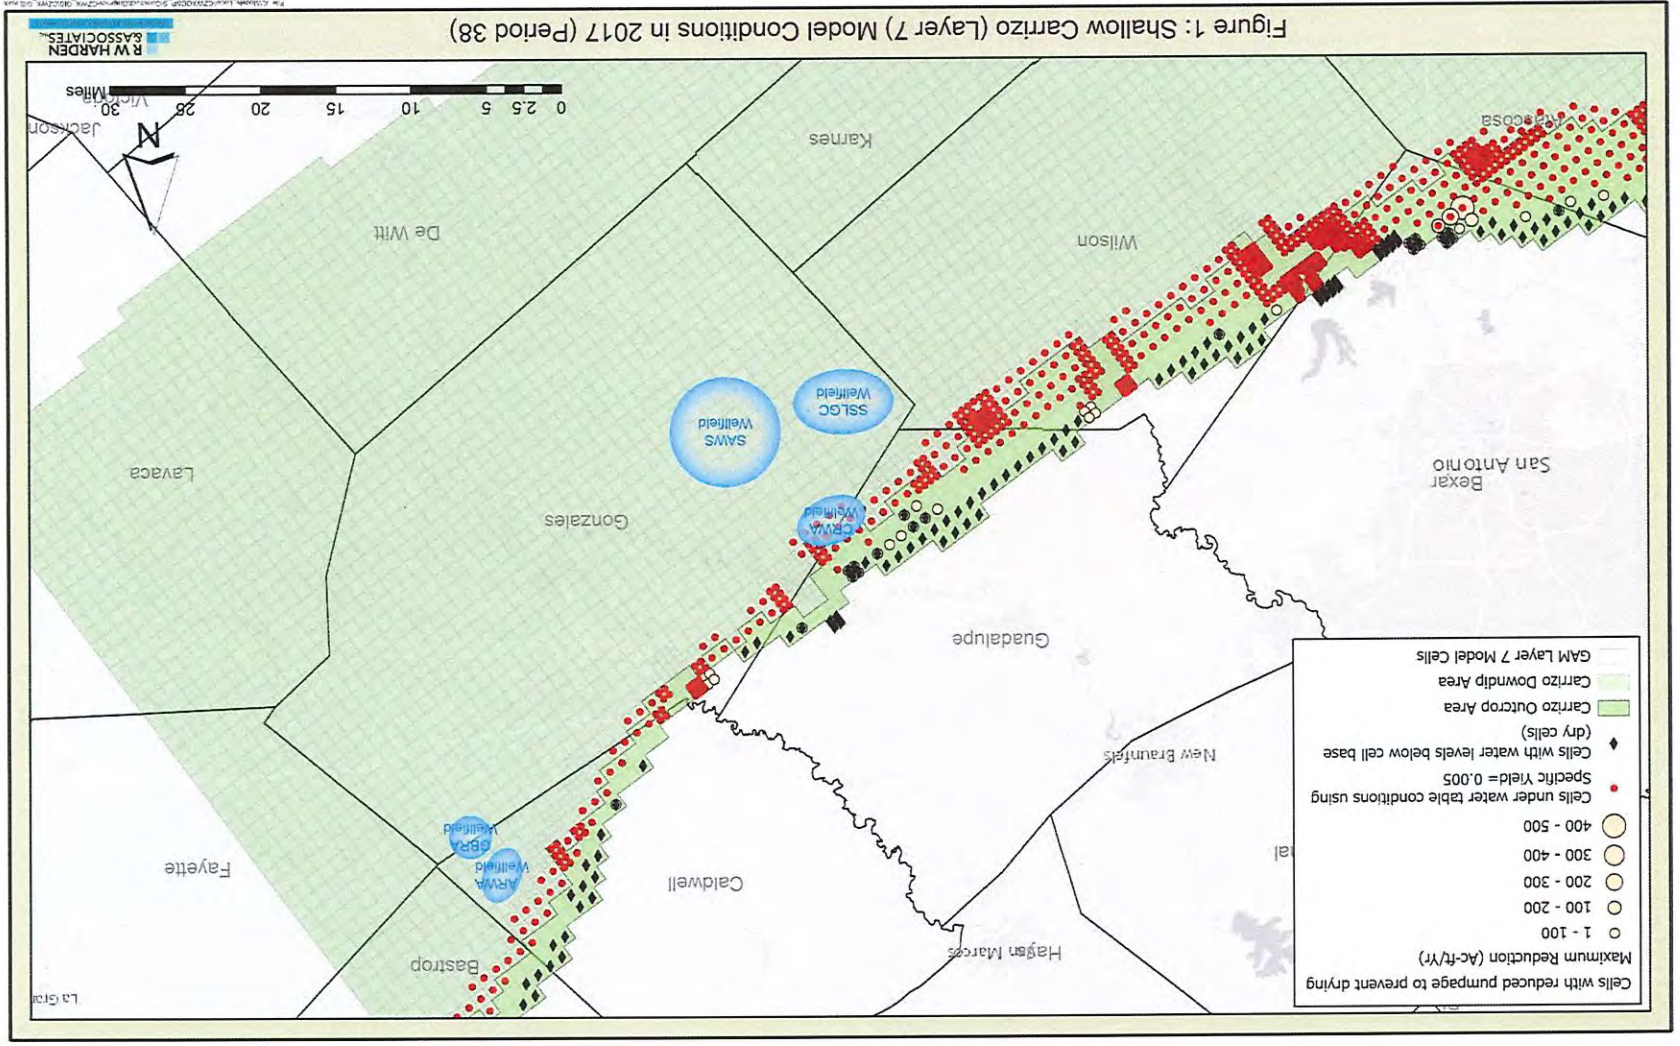 La Gran
Bastrop
Hays
San Marcos
Caldwell
Fayette
ARWA
Wellfield
GBRA
Wellfield
New Braunfels
Guadalupe
Gonzales
Lavaca
CRWA
Wellfield
San Antonio
Bexar
SAWS
Wellfield
SSLGC
Wellfield
Wilson
De Witt
Karnes
Atascosa
Jackson
Victoria
Cells with reduced pumpage to prevent drying
Maximum Reduction (Ac-ft/Yr)
1 - 100
100 - 200
200 - 300
300 - 400
400 - 500
Cells under water table conditions using
Specific Yield= 0.005
Cells with water levels below cell base
(dry cells)
Carrizo Outcrop Area
Carrizo Downdip Area
GAM Layer 7 Model Cells
N
0 2.5 5 10 15 20 25 30
Miles
Figure 1: Shallow Carrizo (Layer 7) Model Conditions in 2017 (Period 38)
R W HARDEN
& ASSOCIATES